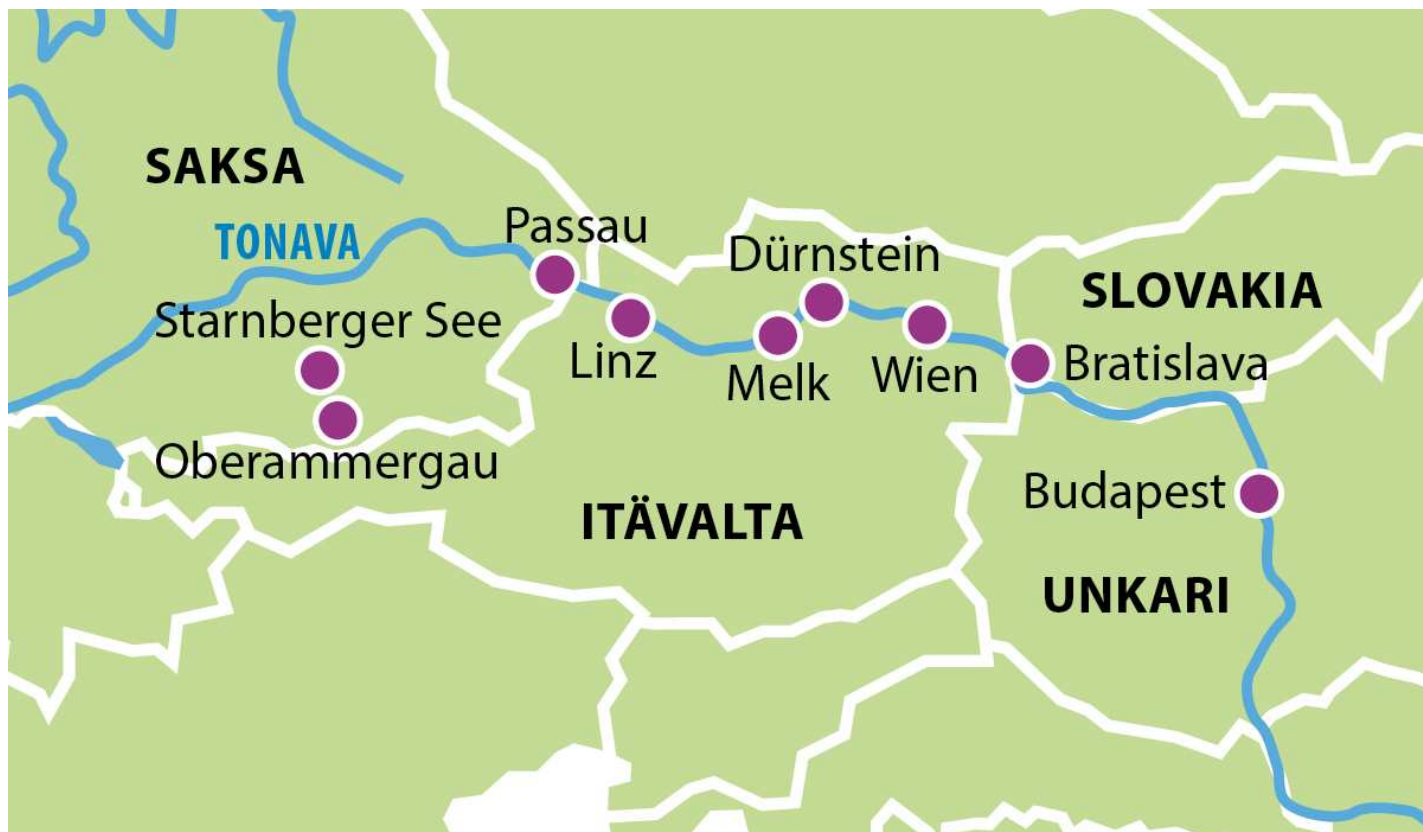 SAKSA
TONAVA
Passau
Dürnstein
SLOVAKIA
Starnberger See
Linz
Melk
Wien
Bratislava
Oberammergau
Budapest
ITÄVALTA
UNKARI